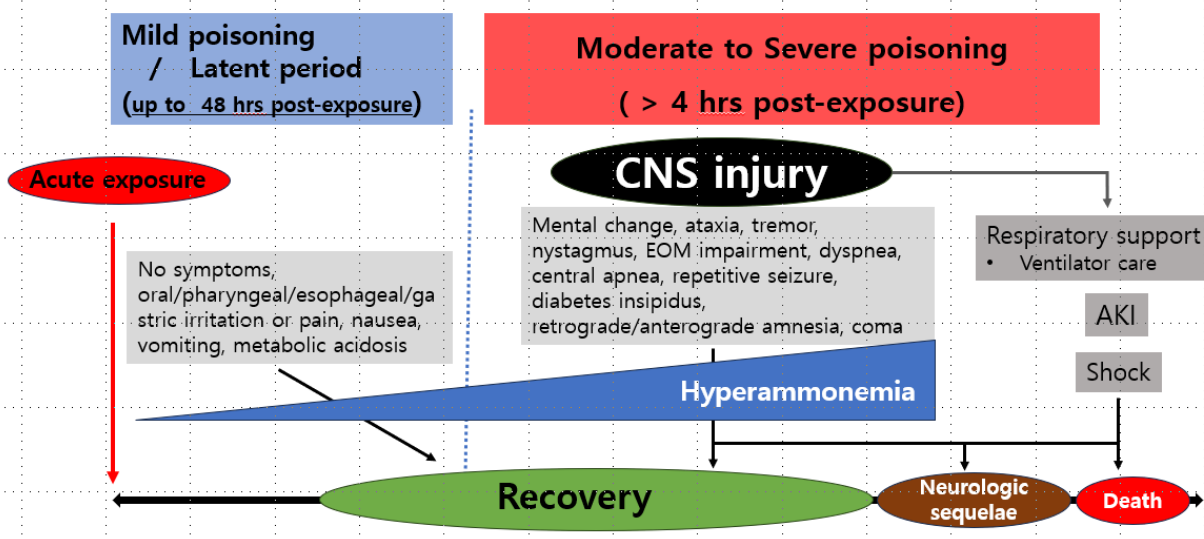 Mild poisoning
/ Latent period
(up to 48 hrs post-exposure)
Moderate to Severe poisoning
( > 4 hrs post-exposure)
Acute exposure
CNS injury
No symptoms,
oral/pharyngeal/esophageal/ga
stric irritation or pain, nausea,
vomiting, metabolic acidosis
Mental change, ataxia, tremor,
nystagmus, EOM impairment, dyspnea,
central apnea, repetitive seizure,
diabetes insipidus,
retrograde/anterograde amnesia, coma
Respiratory support
• Ventilator care
AKI
Shock
Hyperammonemia
Recovery
Neurologic
sequelae
Death